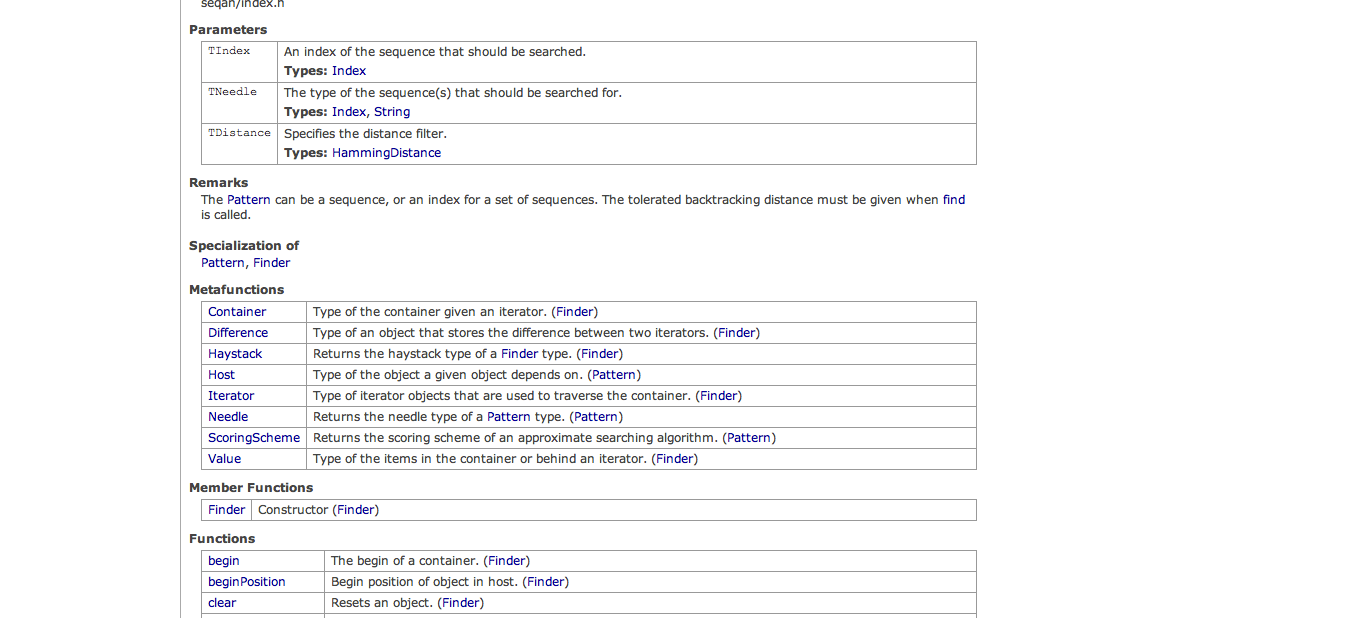 seqan/index.h
Parameters
TIndex An index of the sequence that should be searched.
Types: Index
TNeedle The type of the sequence(s) that should be searched for.
Types: Index, String
TDistance Specifies the distance filter.
Types: HammingDistance
Remarks
The Pattern can be a sequence, or an index for a set of sequences. The tolerated backtracking distance must be given when find
is called.
Specialization of
Pattern, Finder
Metafunctions
Container Type of the container given an iterator. (Finder)
Difference Type of an object that stores the difference between two iterators. (Finder)
Haystack Returns the haystack type of a Finder type. (Finder)
Host Type of the object a given object depends on. (Pattern)
Iterator Type of iterator objects that are used to traverse the container. (Finder)
Needle Returns the needle type of a Pattern type. (Pattern)
ScoringScheme Returns the scoring scheme of an approximate searching algorithm. (Pattern)
Value Type of the items in the container or behind an iterator. (Finder)
Member Functions
Finder Constructor (Finder)
Functions
begin The begin of a container. (Finder)
beginPosition Begin position of object in host. (Finder)
clear Resets an object. (Finder)